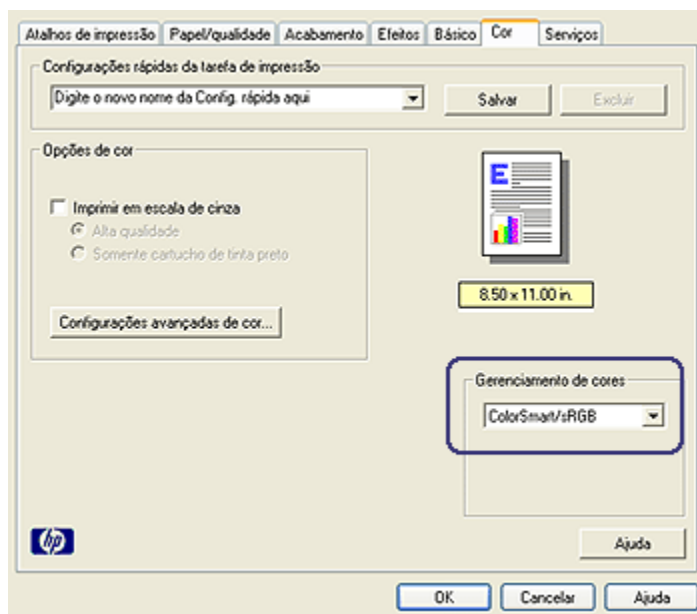 Atalhos de impressão Papel/qualidade Acabamento Efeitos Básico Cor Serviços
Configurações rápidas da tarefa de impressão
Digite o novo nome da Config. rápida aqui Salvar Excluir
Opções de cor
E
Imprimir em escala de cinza
Alta qualidade
Somente cartucho de tinta preto
8.50 x 11.00 in.
Configurações avançadas de cor...
Gerenciamento de cores
ColorSmart/sRGB
hp
Ajuda
OK Cancelar Ajuda